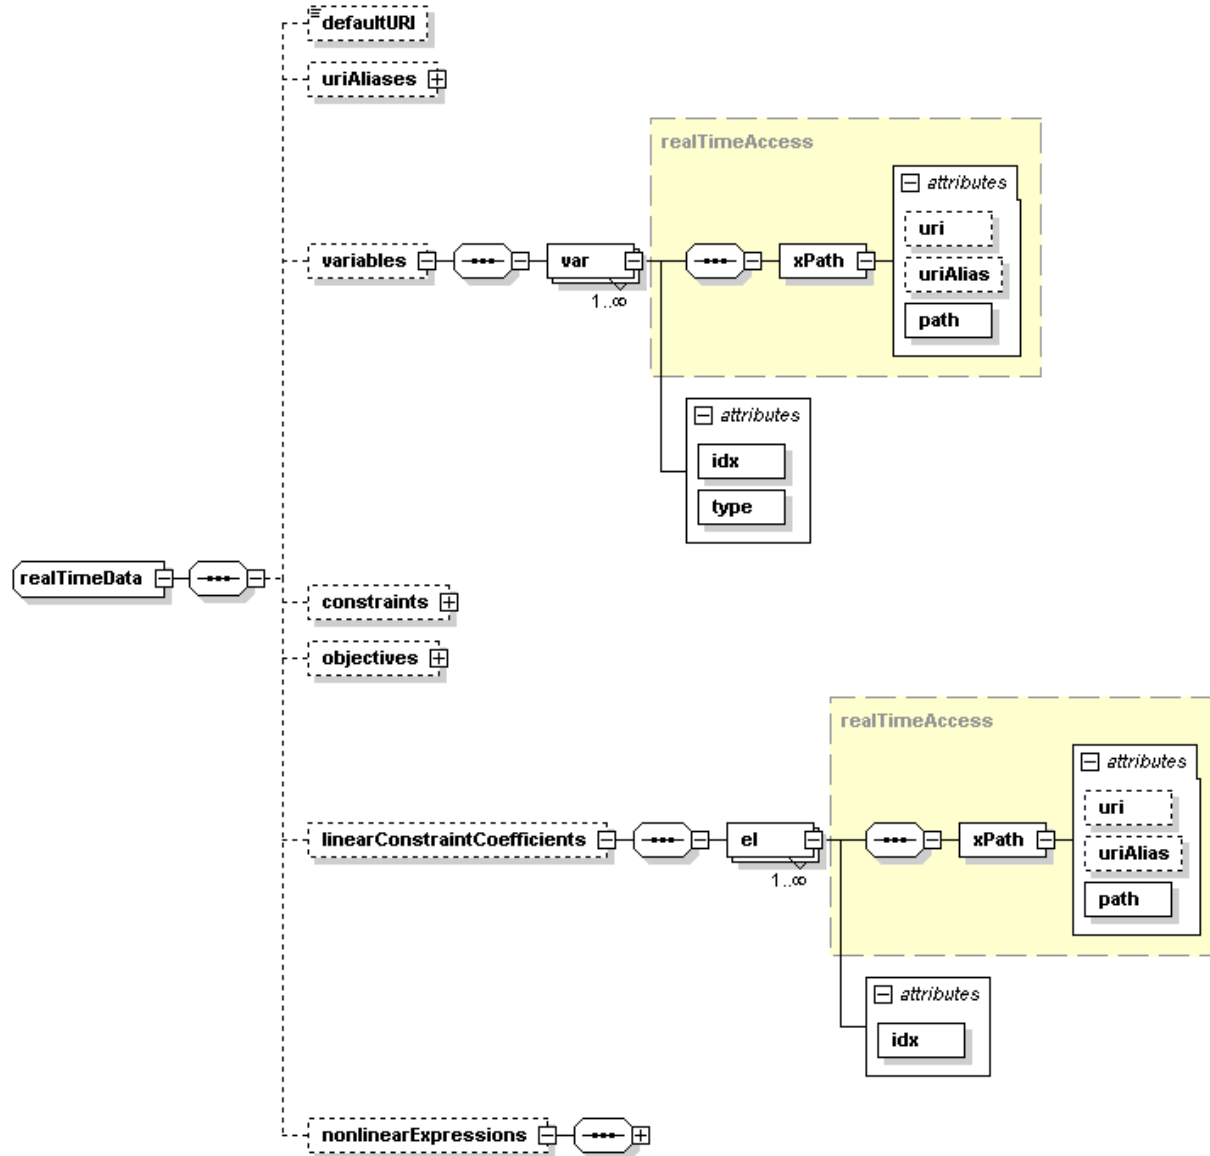 defaultURI
uriAliases
realTimeAccess
attributes
uri
variables
var
xPath
uriAlias
1..∞
path
attributes
idx
type
realTimeData
constraints
objectives
realTimeAccess
attributes
uri
linearConstraintCoefficients
el
xPath
uriAlias
1..∞
path
attributes
idx
nonlinearExpressions